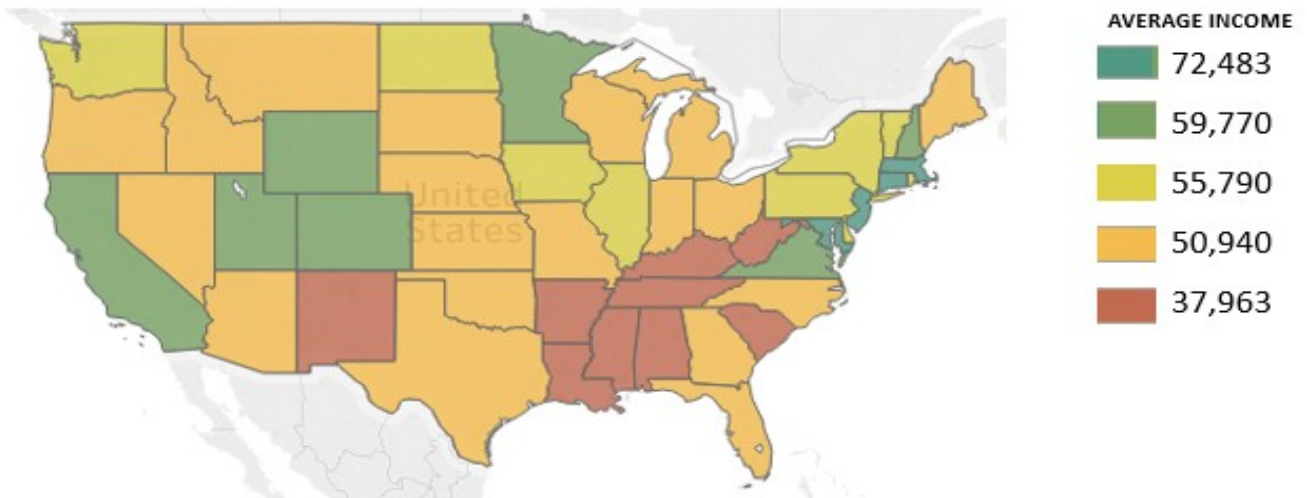 AVERAGE INCOME
72,483
59,770
55,790
50,940
37,963
United
States